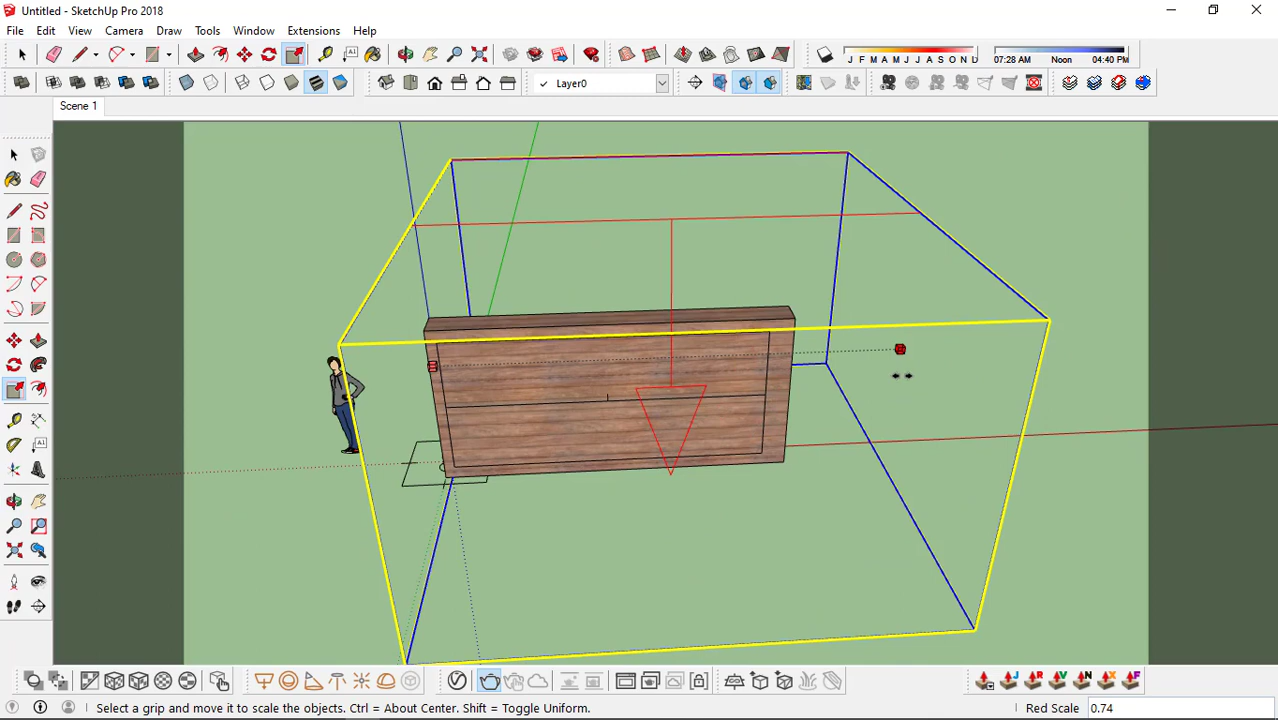 Untitled - SketchUp Pro 2018
File Edit View Camera Draw Tools Window Extensions Help
J F M A M J J A S O N D 07:28 AM Noon 04:40 PM
Layer0
Scene 1
J R V N X F
Select a grip and move it to scale the objects. Ctrl = About Center. Shift = Toggle Uniform. Red Scale 0.74